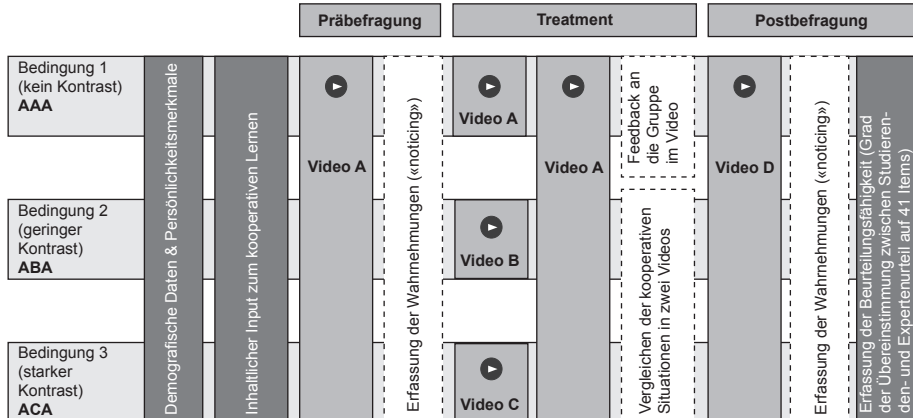 Präbefragung
Treatment
Postbefragung
Bedingung 1
(kein Kontrast)
AAA
Bedingung 2
(geringer
Kontrast)
ABA
Bedingung 3
(starker
Kontrast)
ACA
Demografische Daten & Persönlichkeitsmerkmale
Inhaltlicher Input zum kooperativen Lernen
Video A
Erfassung der Wahrnehmungen («noticing»)
Video A
Video B
Video C
Video A
Feedback an
die Gruppe
im Video
Vergleichen der kooperativen
Situationen in zwei Videos
Video D
Erfassung der Wahrnehmungen («noticing»)
Erfassung der Beurteilungsfähigkeit (Grad
der Übereinstimmung zwischen Studieren-
den- und Expertenurteil auf 41 Items)